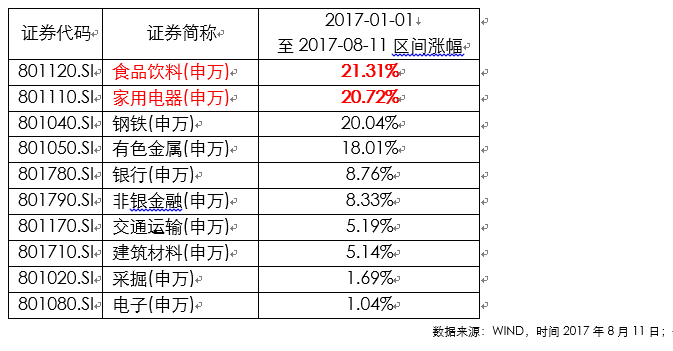 证券代码 证券简称 2017-01-01
至 2017-08-11 区间涨幅
801120.SI 食品饮料(申万) 21.31%
801110.SI 家用电器(申万) 20.72%
801040.SI 钢铁(申万) 20.04%
801050.SI 有色金属(申万) 18.01%
801780.SI 银行(申万) 8.76%
801790.SI 非银金融(申万) 8.33%
801170.SI 交通运输(申万) 5.19%
801710.SI 建筑材料(申万) 5.14%
801020.SI 采掘(申万) 1.69%
801080.SI 电子(申万) 1.04%
数据来源：WIND，时间 2017 年 8 月 11 日；